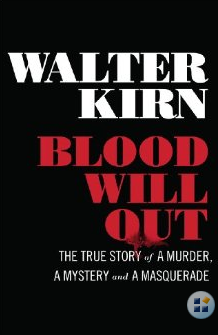 WALTER
KIRN
BLOOD
WILL
OUT
THE TRUE STORY of A MURDER,
A MYSTERY and A MASQUERADE